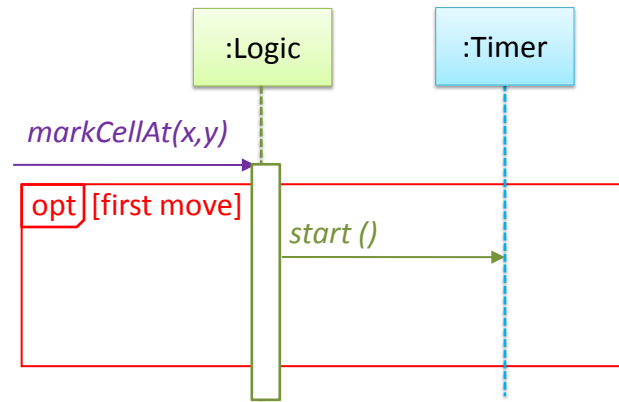 :Logic
:Timer
markCellAt(x,y)
opt [first move]
start ()